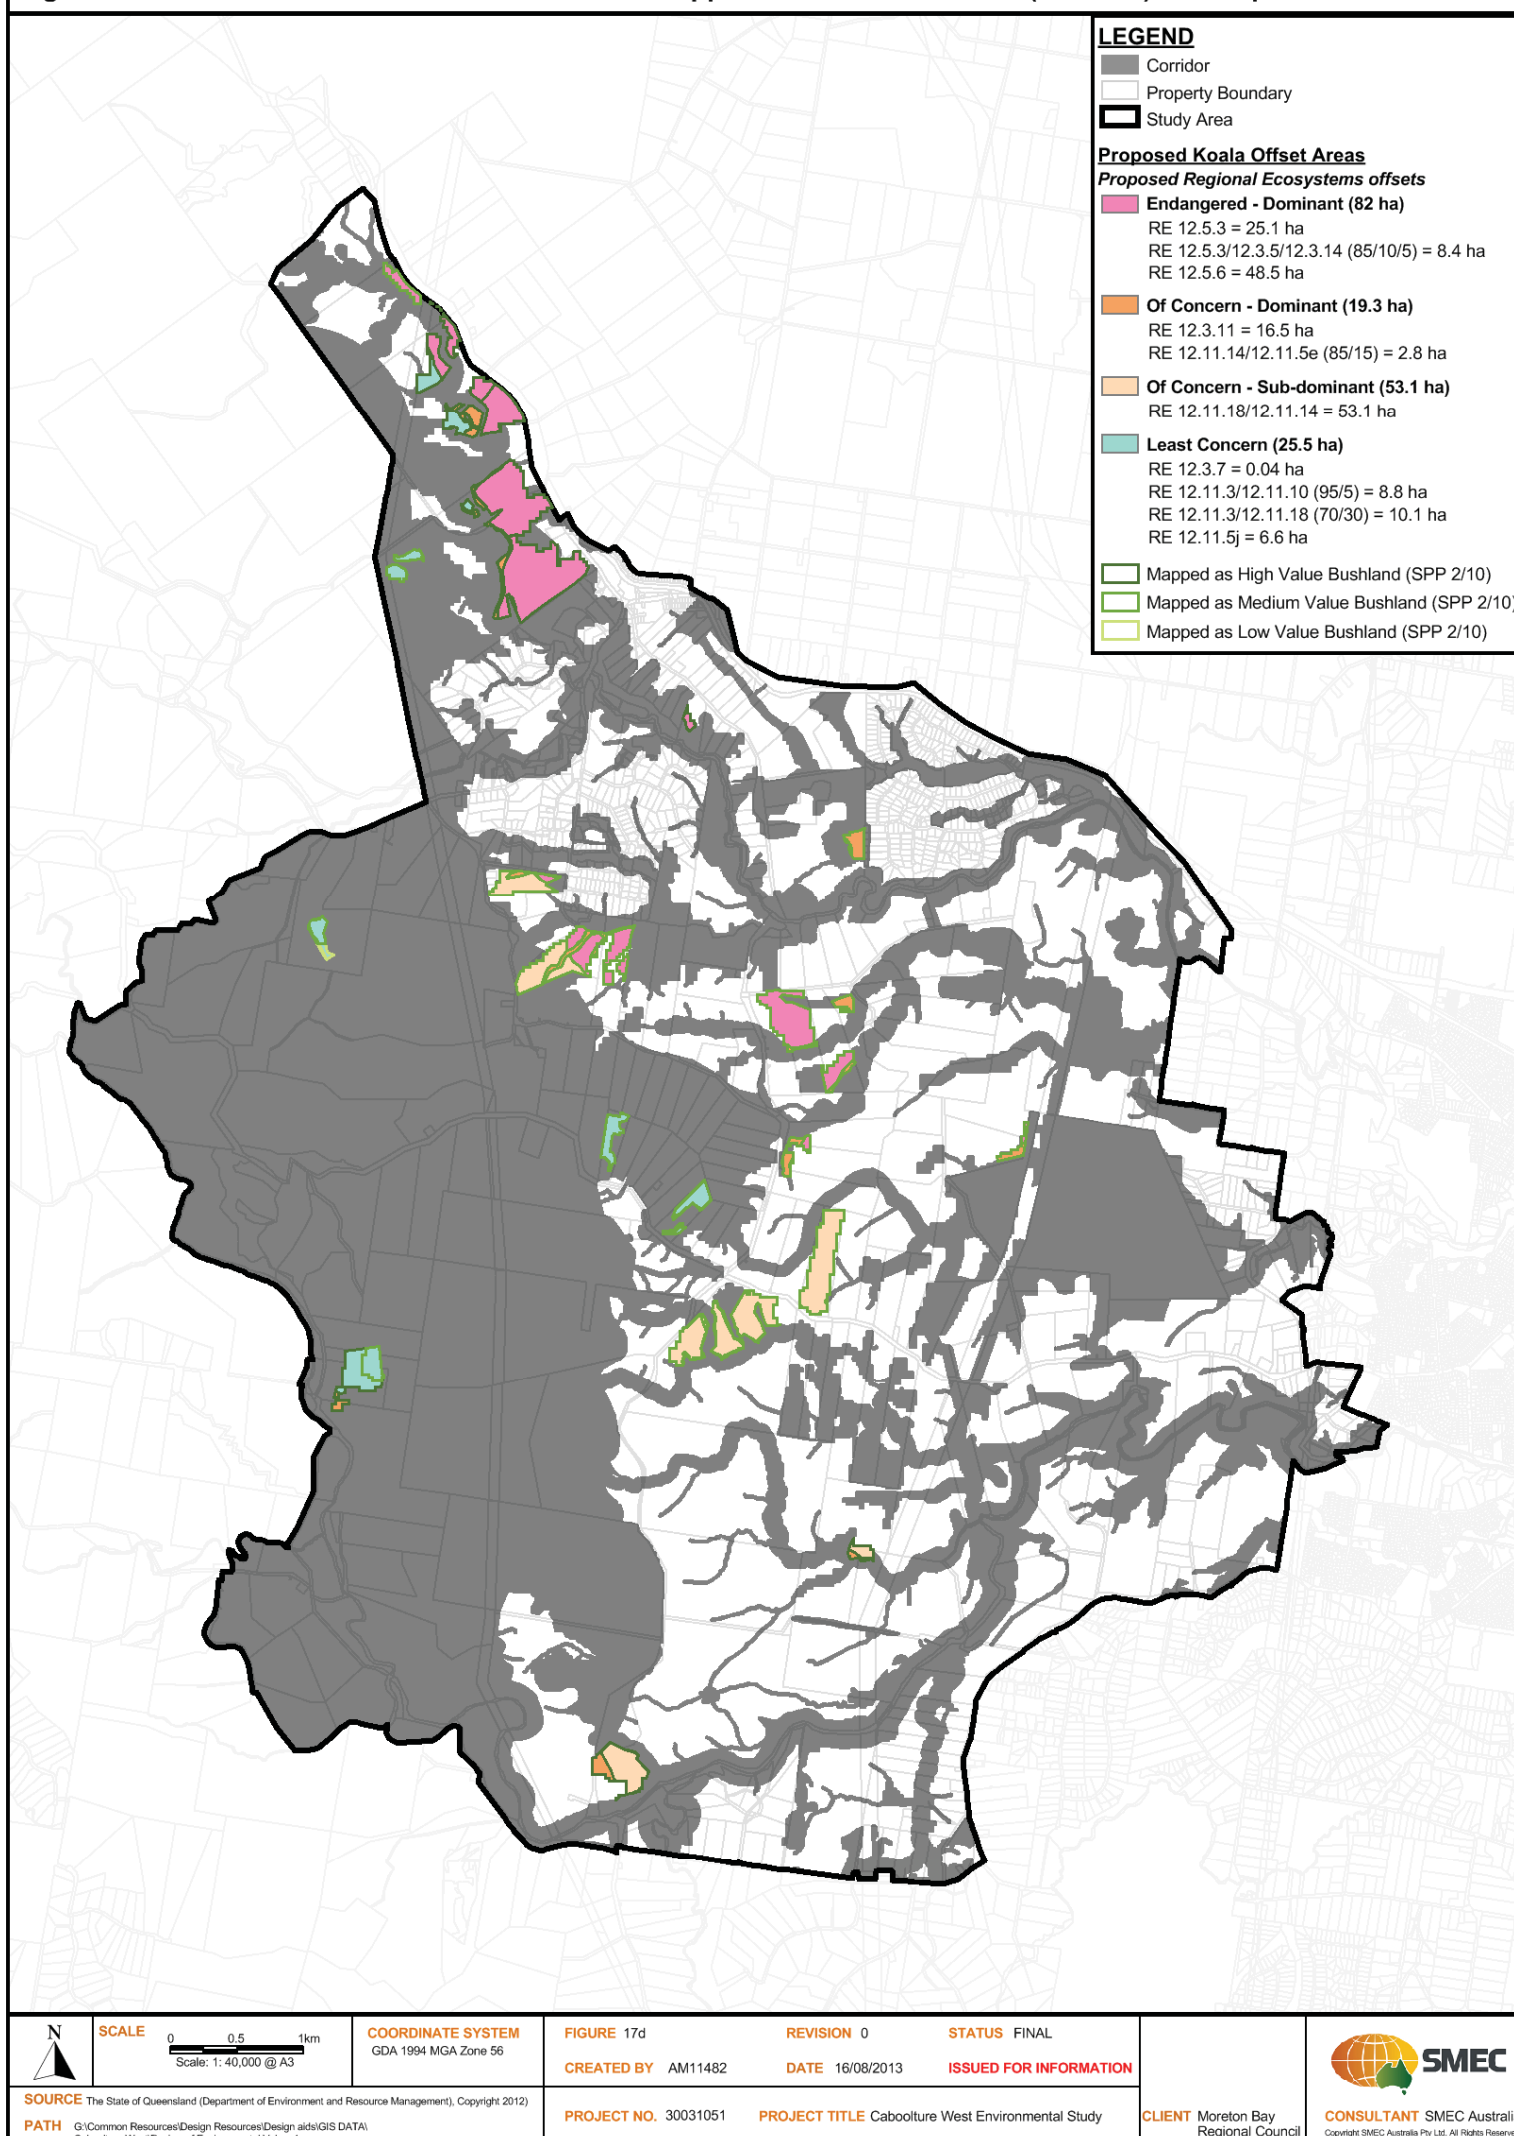 LEGEND
Corridor
Property Boundary
Study Area
Proposed Koala Offset Areas
Proposed Regional Ecosystems offsets
Endangered - Dominant (82 ha)
RE 12.5.3 = 25.1 ha
RE 12.5.3/12.3.5/12.3.14 (85/10/5) = 8.4 ha
RE 12.5.6 = 48.5 ha
Of Concern - Dominant (19.3 ha)
RE 12.3.11 = 16.5 ha
RE 12.11.14/12.11.5e (85/15) = 2.8 ha
Of Concern - Sub-dominant (53.1 ha)
RE 12.11.18/12.11.14 = 53.1 ha
Least Concern (25.5 ha)
RE 12.3.7 = 0.04 ha
RE 12.11.3/12.11.10 (95/5) = 8.8 ha
RE 12.11.3/12.11.18 (70/30) = 10.1 ha
RE 12.11.5j = 6.6 ha
Mapped as High Value Bushland (SPP 2/10)
Mapped as Medium Value Bushland (SPP 2/10)
Mapped as Low Value Bushland (SPP 2/10)
N
SCALE
0 0.5 1km
Scale: 1: 40,000 @ A3
COORDINATE SYSTEM
GDA 1994 MGA Zone 56
FIGURE 17d
REVISION 0
STATUS FINAL
CREATED BY AM11482
DATE 16/08/2013
ISSUED FOR INFORMATION
SMEC
SOURCE The State of Queensland (Department of Environment and Resource Management), Copyright 2012)
PATH G:\Common Resources\Design Resources\Design aids\GIS DATA\
PROJECT NO. 30031051
PROJECT TITLE Caboolture West Environmental Study
CLIENT Moreton Bay
Regional Council
CONSULTANT SMEC Australi
Copyright SMEC Australia Pty Ltd. All Rights Reserve